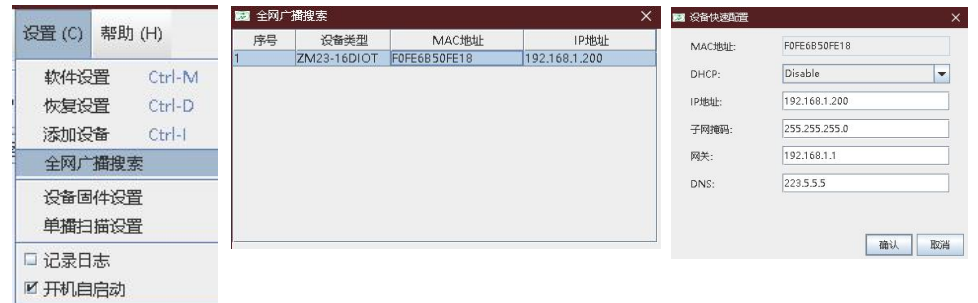 设置 (C) 帮助 (H)
软件设置 Ctrl-M
恢复设置 Ctrl-D
添加设备 Ctrl-I
全网广播搜索
设备固件设置
单播扫描设置
记录日志
开机自启动
全网广播搜索
序号 设备类型 MAC地址 IP地址
1 ZM23-16DIOT F0FE6B50FE18 192.168.1.200
设备快速配置
MAC地址: F0FE6B50FE18
DHCP: Disable
IP地址: 192.168.1.200
子网掩码: 255.255.255.0
网关: 192.168.1.1
DNS: 223.5.5.5
确认 取消